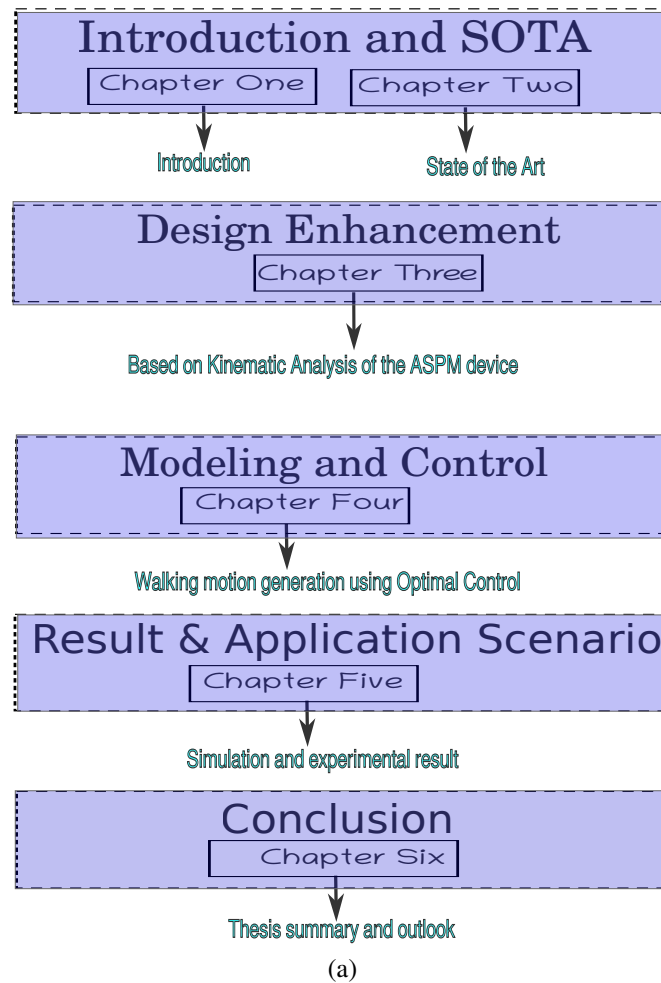 Introduction and SOTA
Chapter One Chapter Two
Introduction State of the Art
Design Enhancement
Chapter Three
Based on Kinematic Analysis of the ASPM device
Modeling and Control
Chapter Four
Walking motion generation using Optimal Control
Result & Application Scenario
Chapter Five
Simulation and experimental result
Conclusion
Chapter Six
Thesis summary and outlook
(a)